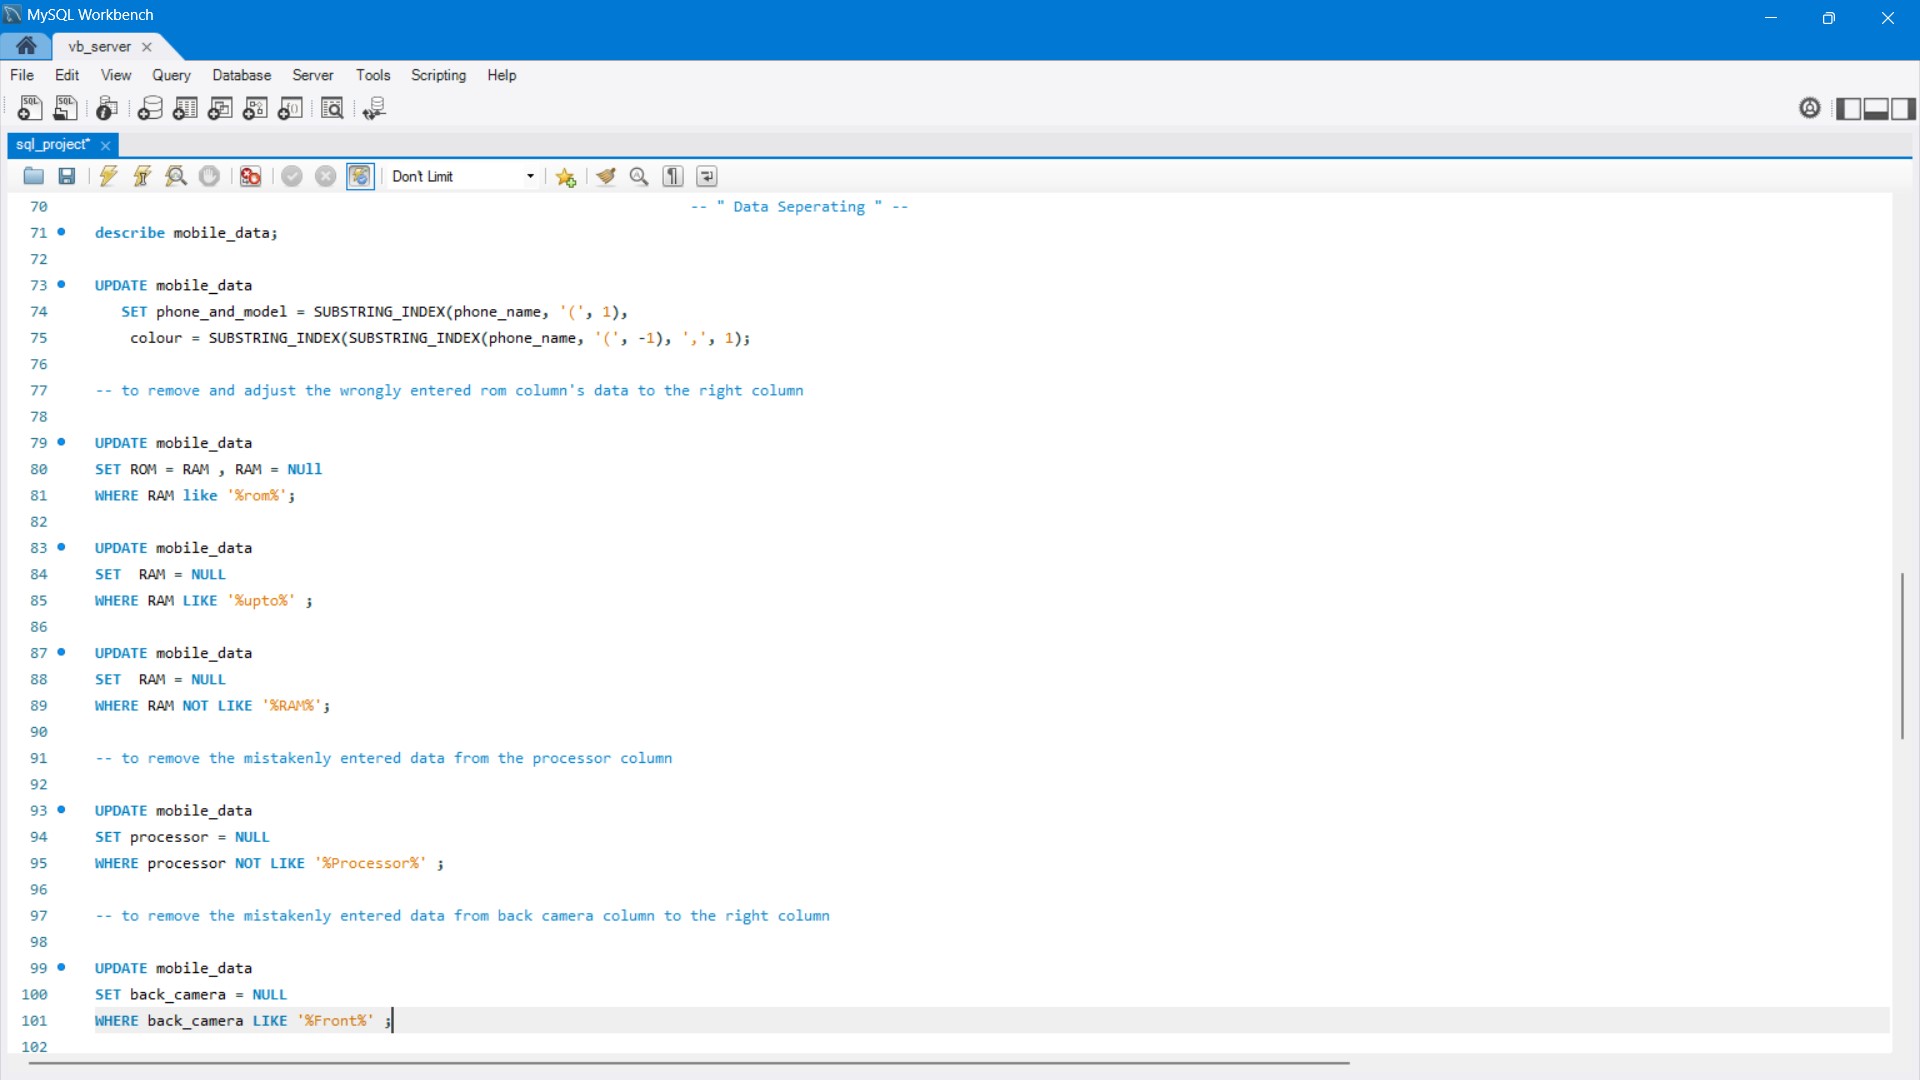 MySQL Workbench
vb_server
File Edit View Query Database Server Tools Scripting Help
sql_project*
Don't Limit
70 -- " Data Seperating " --
71 describe mobile_data;
72
73 UPDATE mobile_data
74 SET phone_and_model = SUBSTRING_INDEX(phone_name, '(', 1),
75 colour = SUBSTRING_INDEX(SUBSTRING_INDEX(phone_name, '(', -1), ',', 1);
76
77 -- to remove and adjust the wrongly entered rom column's data to the right column
78
79 UPDATE mobile_data
80 SET ROM = RAM , RAM = NUll
81 WHERE RAM like '%rom%';
82
83 UPDATE mobile_data
84 SET RAM = NULL
85 WHERE RAM LIKE '%upto%' ;
86
87 UPDATE mobile_data
88 SET RAM = NULL
89 WHERE RAM NOT LIKE '%RAM%';
90
91 -- to remove the mistakenly entered data from the processor column
92
93 UPDATE mobile_data
94 SET processor = NULL
95 WHERE processor NOT LIKE '%Processor%' ;
96
97 -- to remove the mistakenly entered data from back camera column to the right column
98
99 UPDATE mobile_data
100 SET back_camera = NULL
101 WHERE back_camera LIKE '%Front%' ;
102